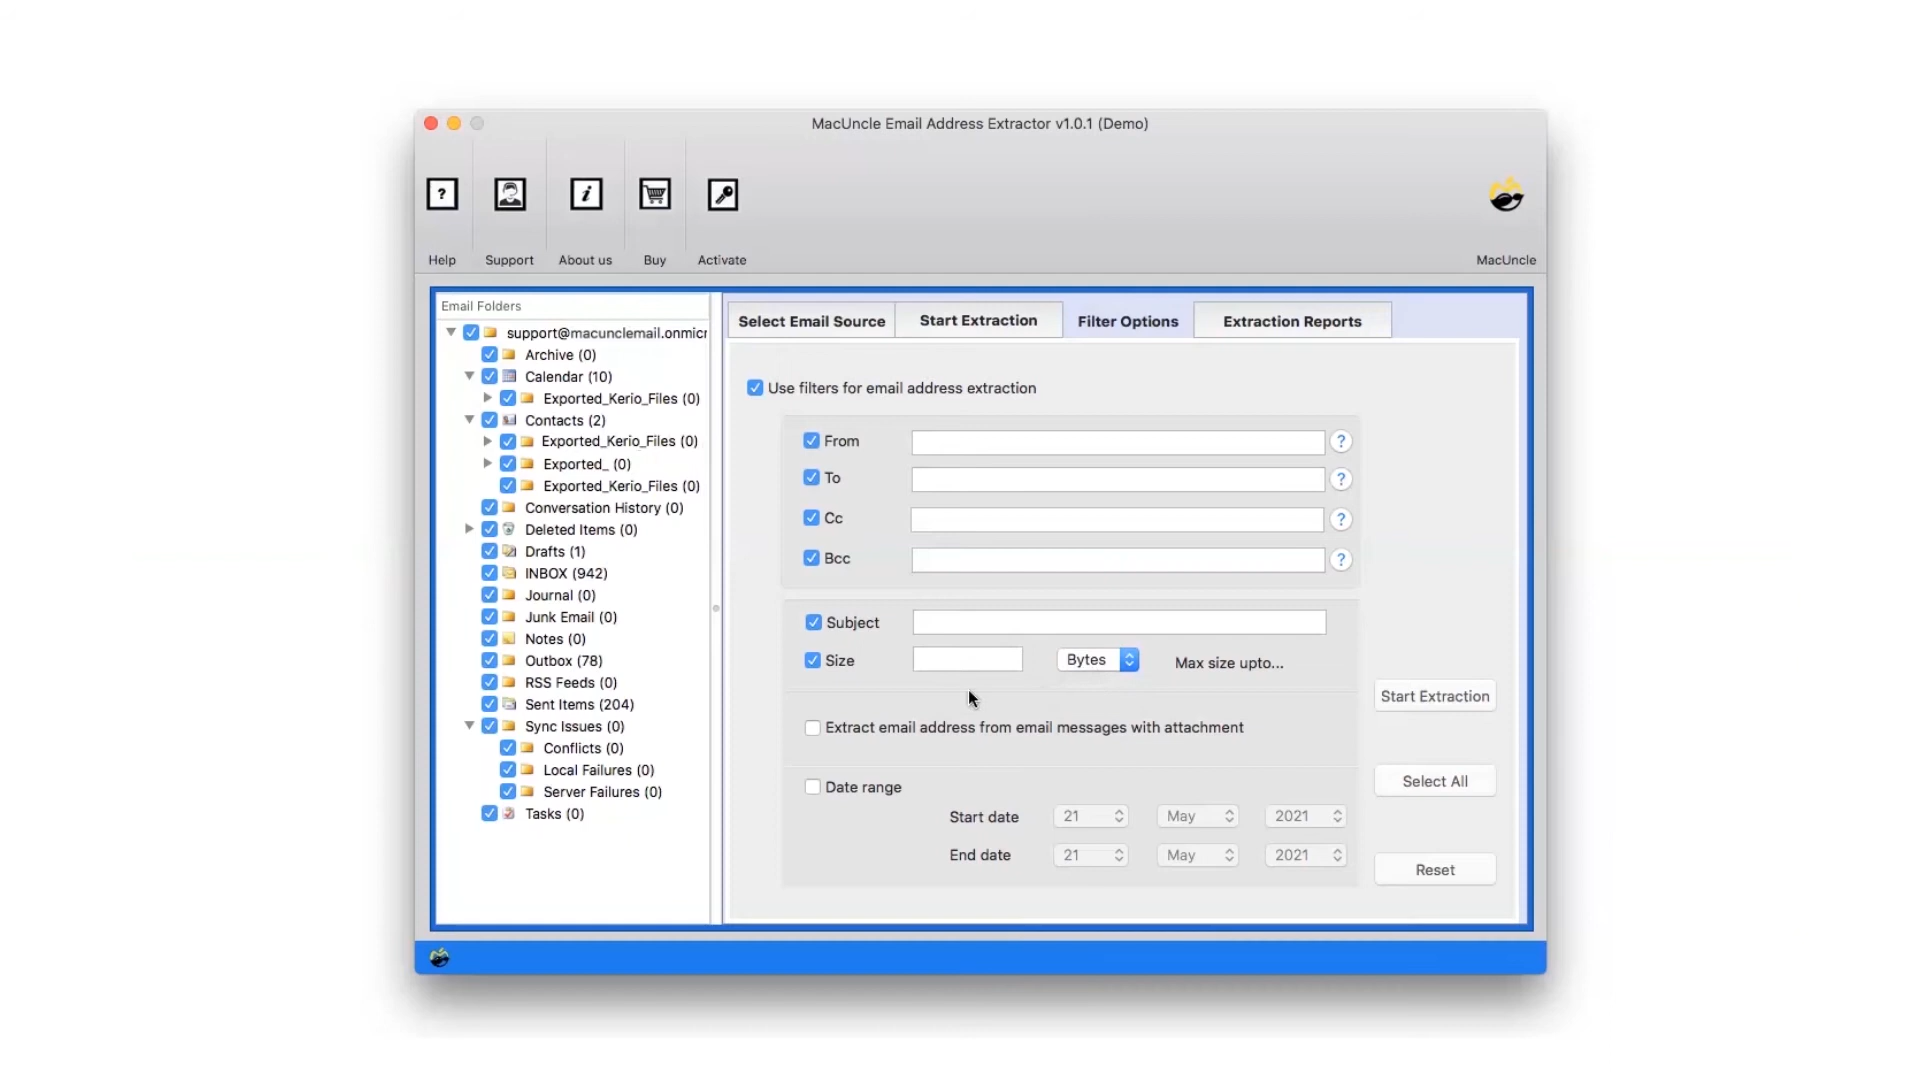 MacUncle Email Address Extractor v1.0.1 (Demo)
?
i
Help
Support
About us
Buy
Activate
MacUncle
Email Folders
support@macunclemail.onmicr
Archive (0)
Calendar (10)
Exported_Kerio_Files (0)
Contacts (2)
Exported_Kerio_Files (0)
Exported_ (0)
Exported_Kerio_Files (0)
Conversation History (0)
Deleted Items (0)
Drafts (1)
INBOX (942)
Journal (0)
Junk Email (0)
Notes (0)
Outbox (78)
RSS Feeds (0)
Sent Items (204)
Sync Issues (0)
Conflicts (0)
Local Failures (0)
Server Failures (0)
Tasks (0)
Select Email Source
Start Extraction
Filter Options
Extraction Reports
Use filters for email address extraction
From ?
To ?
Cc ?
Bcc ?
Subject
Size Bytes Max size upto...
Extract email address from email messages with attachment
Date range
Start date 21 May 2021
End date 21 May 2021
Start Extraction
Select All
Reset